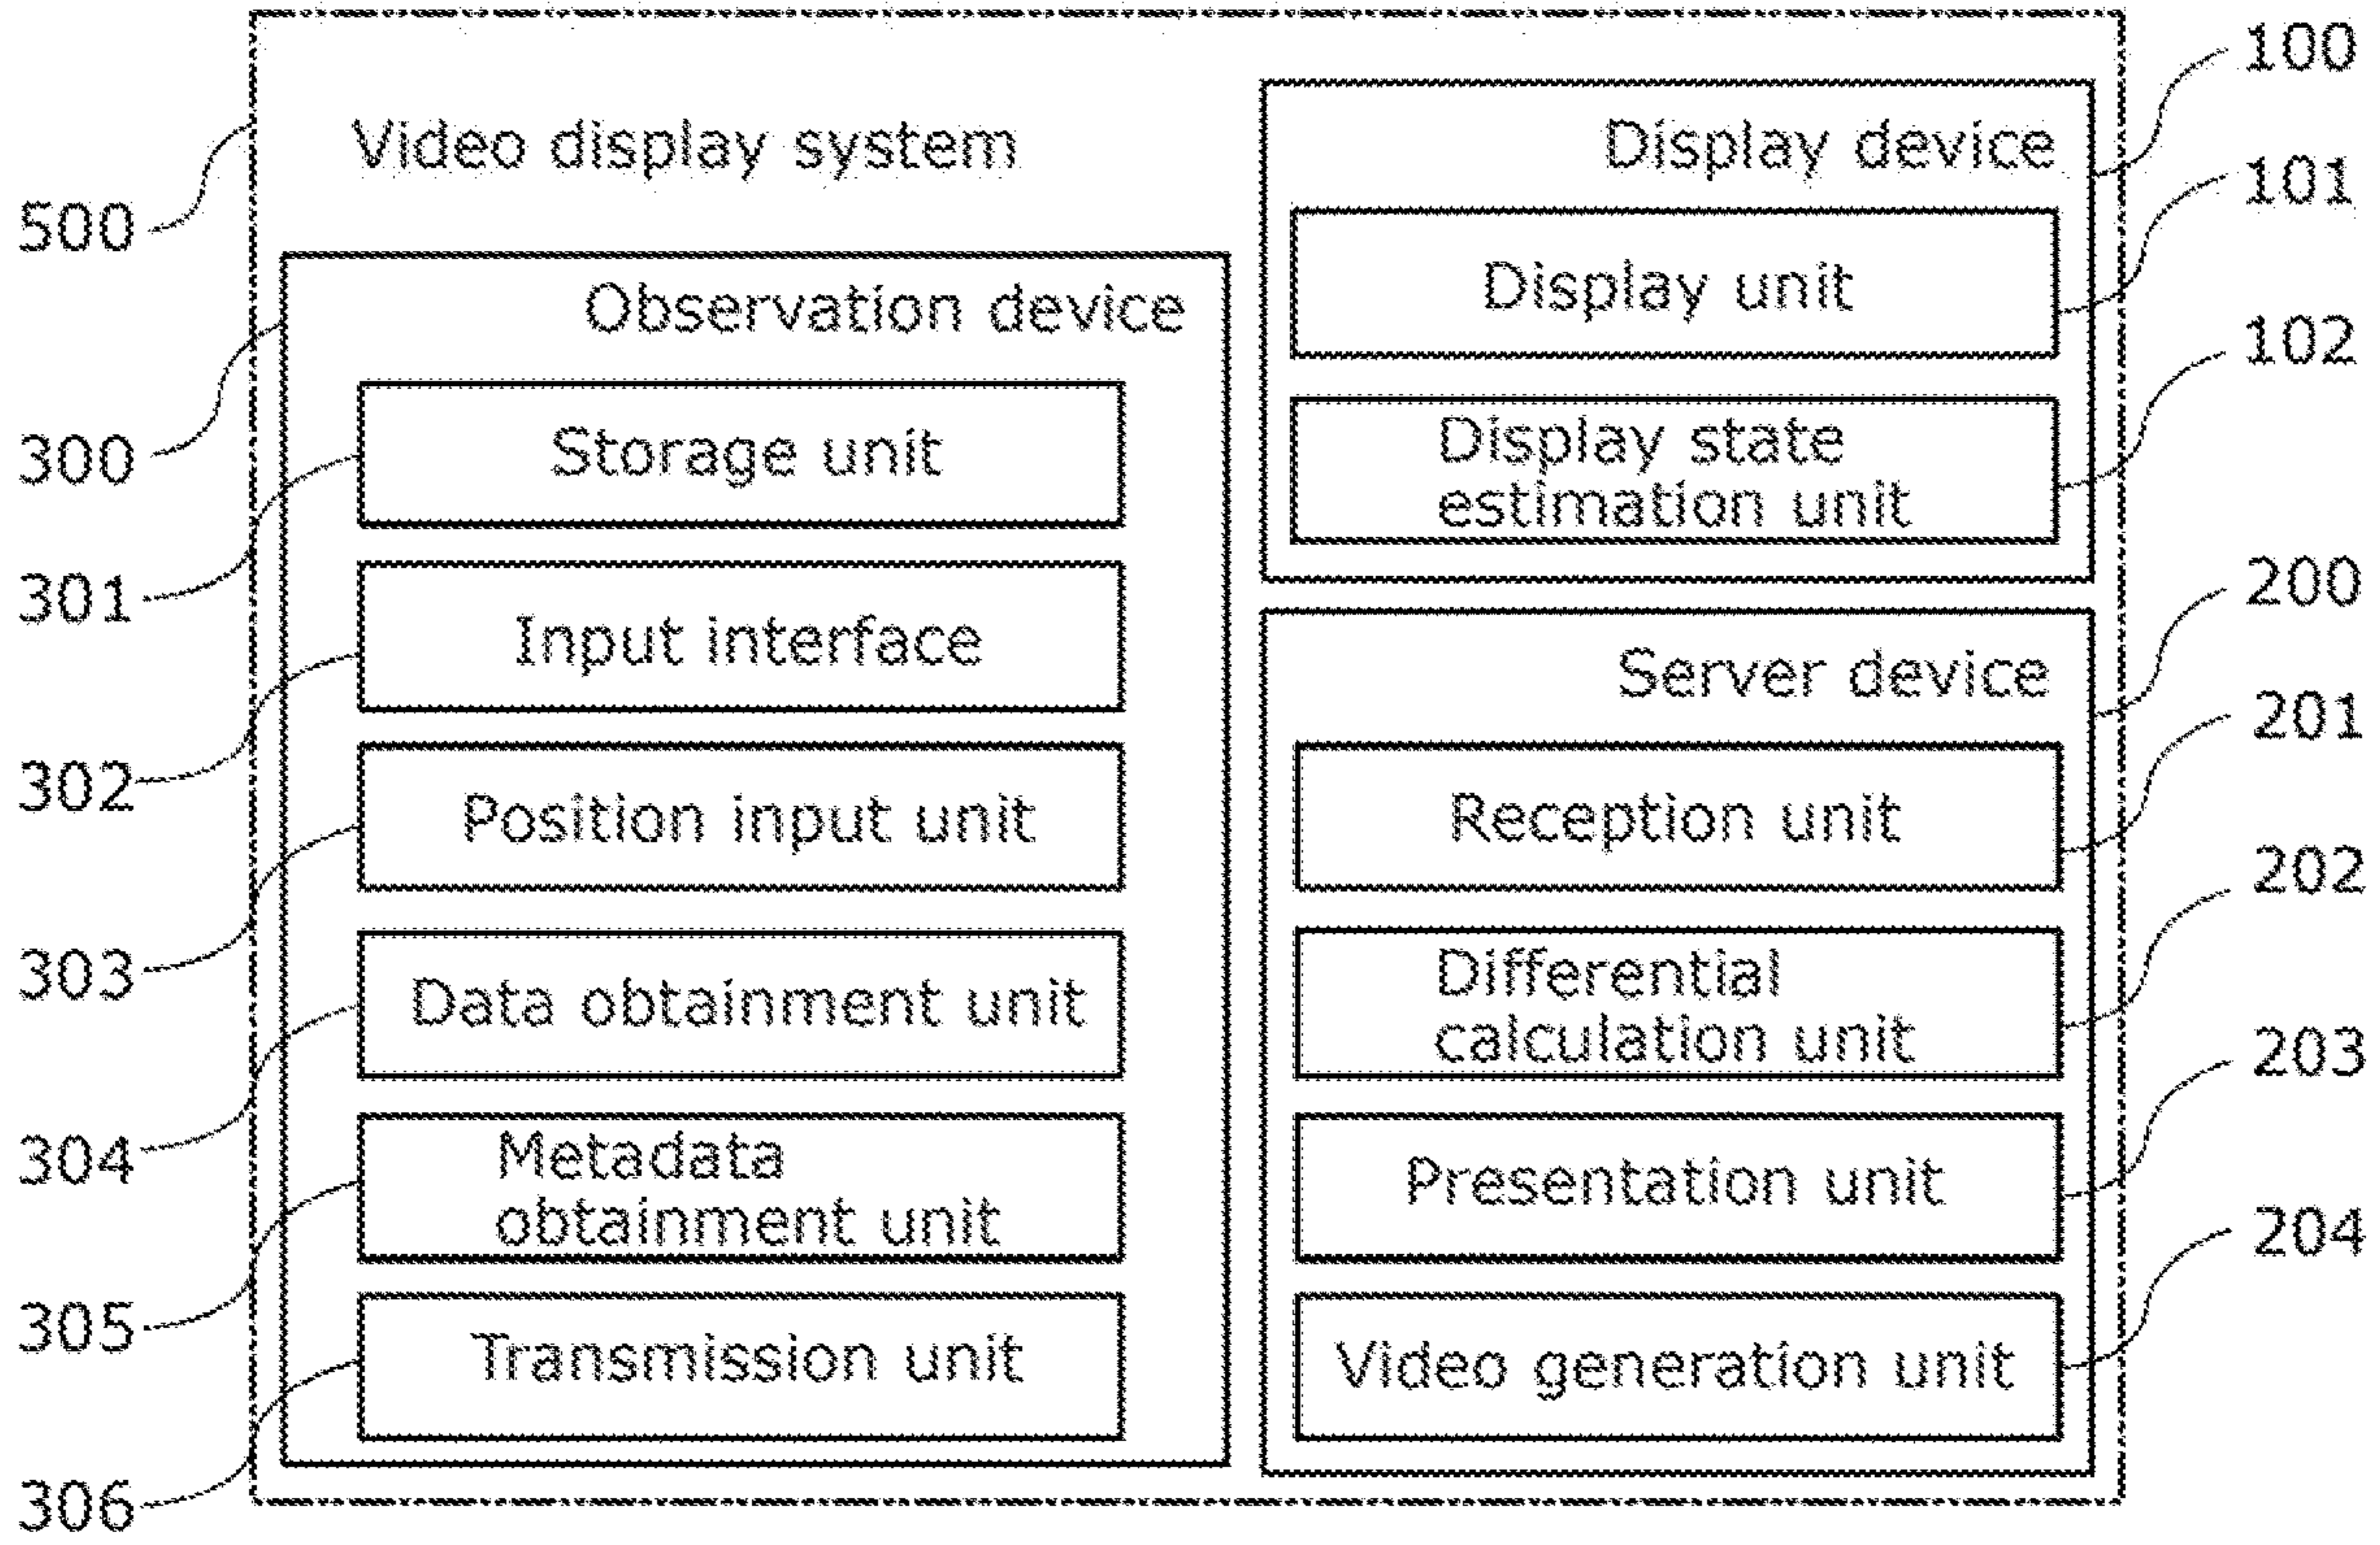 Video display system
500
Observation device
300
Storage unit
301
Input interface
302
Position input unit
303
Data obtainment unit
304
Metadata
obtainment unit
305
Transmission unit
306
Display device
100
Display unit
101
Display state
estimation unit
102
Server device
200
Reception unit
201
Differential
calculation unit
202
Presentation unit
203
Video generation unit
204